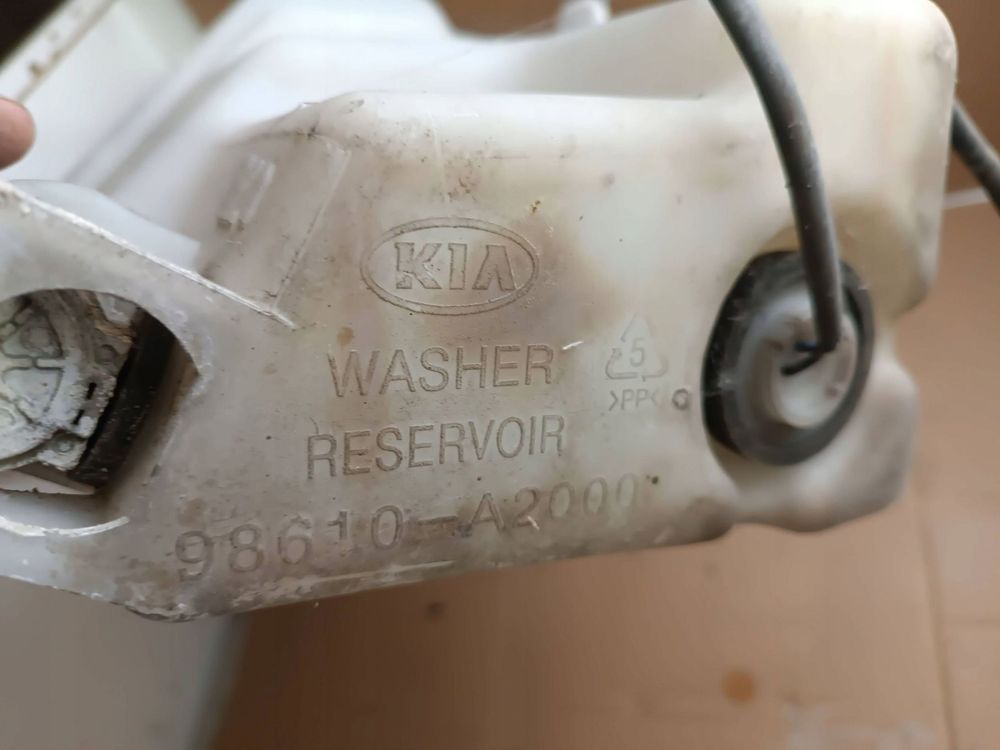 KIA
WASHER
RESERVOIR
5
>PP<
98610-A2000